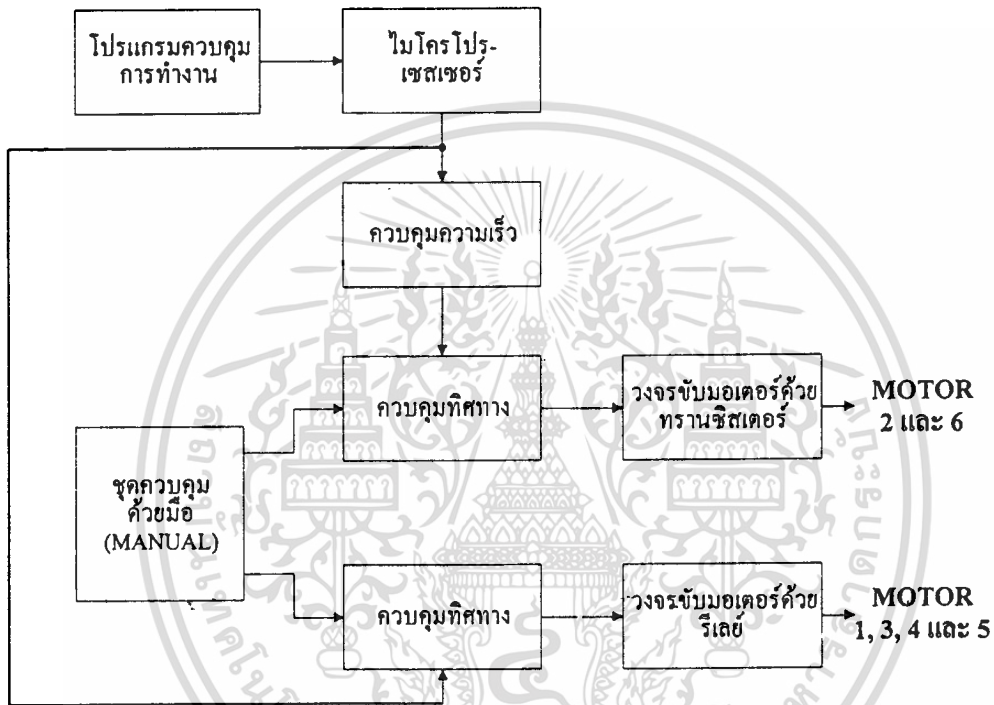 โปรแกรมควบคุม
การทำงาน
ไมโครโปร-
เซสเซอร์
ควบคุมความเร็ว
ควบคุมทิศทาง
วงจรขับมอเตอร์ด้วย
ทรานซิสเตอร์
MOTOR
2 และ 6
ชุดควบคุม
ด้วยมือ
(MANUAL)
ควบคุมทิศทาง
วงจรขับมอเตอร์ด้วย
รีเลย์
MOTOR
1, 3, 4 และ 5